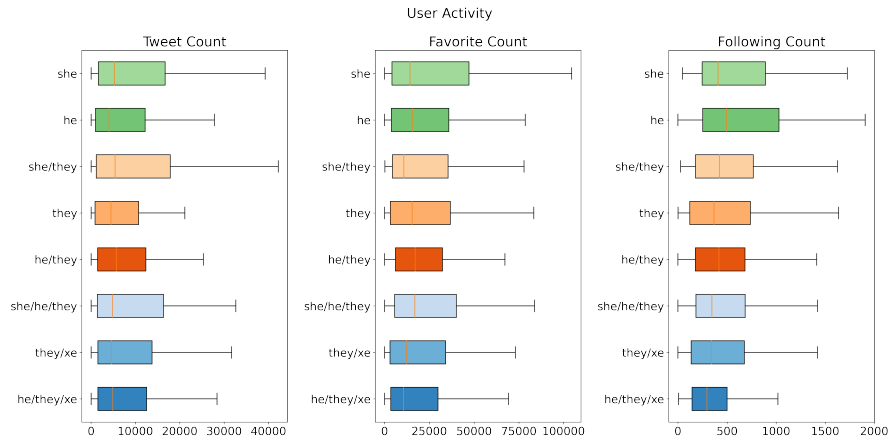 User Activity
Tweet Count
she
he
she/they
they
he/they
she/he/they
they/xe
he/they/xe
0 10000 20000 30000 40000
Favorite Count
she
he
she/they
they
he/they
she/he/they
they/xe
he/they/xe
0 25000 50000 75000 100000
Following Count
she
he
she/they
they
he/they
she/he/they
they/xe
he/they/xe
0 500 1000 1500 2000